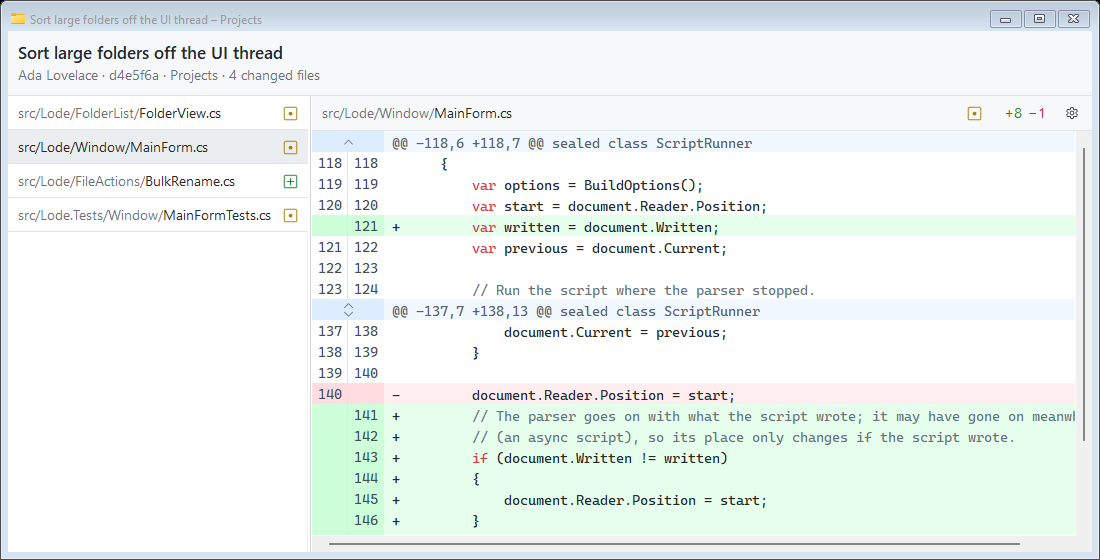 Sort large folders off the UI thread – Projects
Sort large folders off the UI thread
Ada Lovelace · d4e5f6a · Projects · 4 changed files
src/Lode/FolderList/FolderView.cs
src/Lode/Window/MainForm.cs
src/Lode/FileActions/BulkRename.cs
src/Lode.Tests/Window/MainFormTests.cs
src/Lode/Window/MainForm.cs +8 −1
@@ −118,6 +118,7 @@ sealed class ScriptRunner
118 118 {
119 119 var options = BuildOptions();
120 120 var start = document.Reader.Position;
121 + var written = document.Written;
121 122 var previous = document.Current;
122 123
123 124 // Run the script where the parser stopped.
@@ −137,7 +138,13 @@ sealed class ScriptRunner
137 138 document.Current = previous;
138 139 }
139 140
140 − document.Reader.Position = start;
141 + // The parser goes on with what the script wrote; it may have gone on
142 + // (an async script), so its place only changes if the script wrote.
143 + if (document.Written != written)
144 + {
145 + document.Reader.Position = start;
146 + }